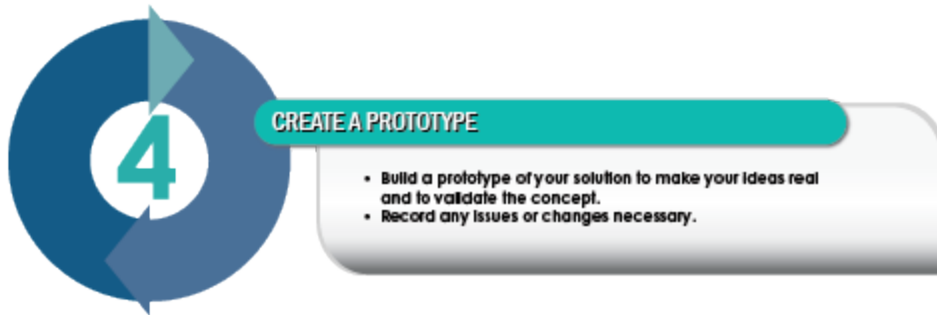 4
CREATE A PROTOTYPE
• Build a prototype of your solution to make your ideas real
and to validate the concept.
• Record any issues or changes necessary.